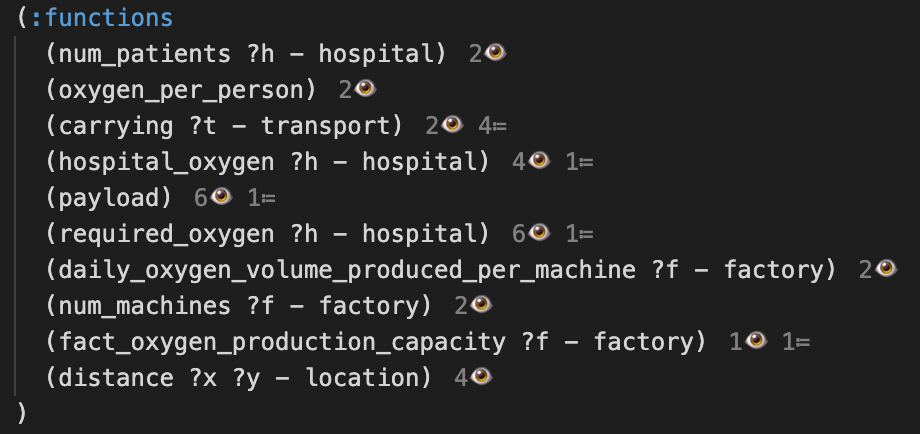 (:functions
(num_patients ?h - hospital) 2👁
(oxygen_per_person) 2👁
(carrying ?t - transport) 2👁 4≔
(hospital_oxygen ?h - hospital) 4👁 1≔
(payload) 6👁 1≔
(required_oxygen ?h - hospital) 6👁 1≔
(daily_oxygen_volume_produced_per_machine ?f - factory) 2👁
(num_machines ?f - factory) 2👁
(fact_oxygen_production_capacity ?f - factory) 1👁 1≔
(distance ?x ?y - location) 4👁
)